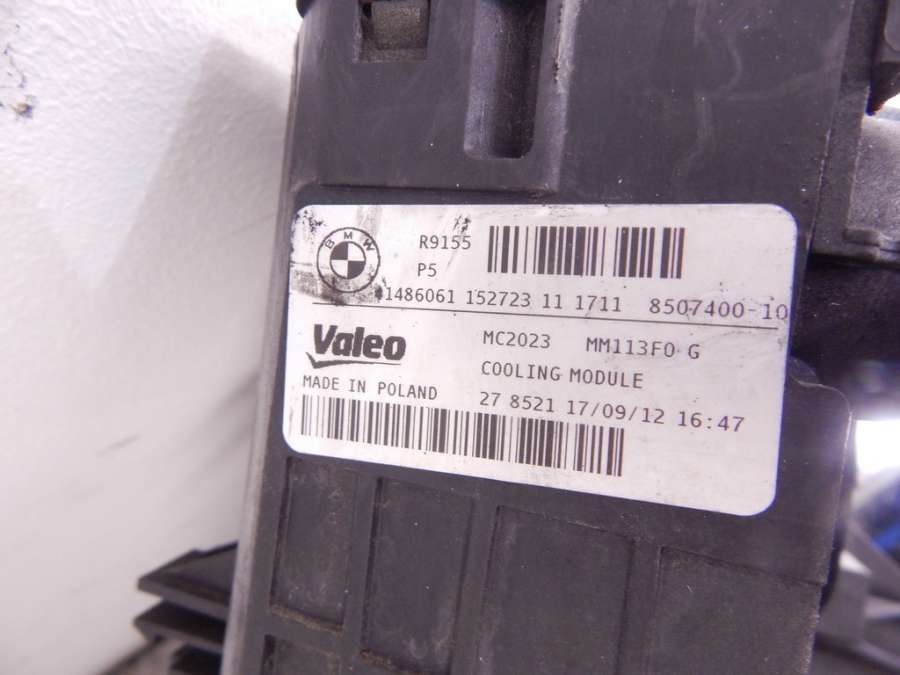 BMW
R9155
P5
1486061 152723 11 1711 8507400-10
Valeo
MC2023 MM113F0 G
COOLING MODULE
MADE IN POLAND
27 8521 17/09/12 16:47